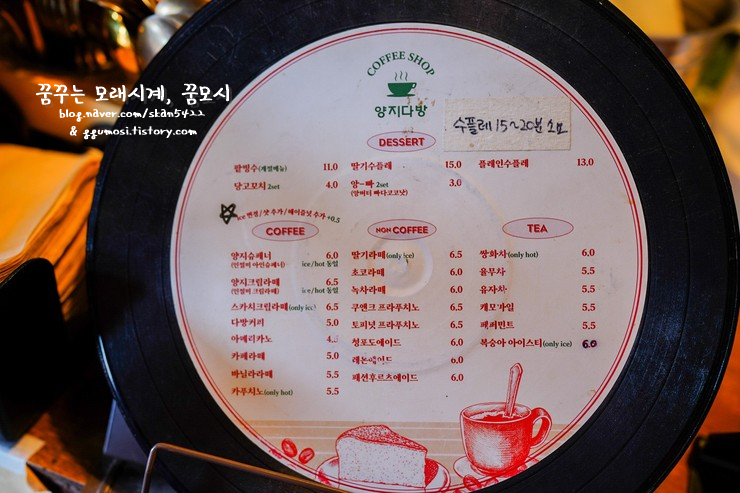 꿈꾸는 모래시계, 꿈모시
blog.naver.com/skan5422
& ggumosi.tistory.com
COFFEE SHOP
양지다방
수플레 15~20분 소요
DESSERT
팥빙수(계절메뉴) 11.0
당고꼬치 2set 4.0
딸기수플레 15.0
앙-빠 2set 3.0
(앙버터 빠다코코낫)
플레인수플레 13.0
ice 변경/샷 추가/헤이즐넛 추가 +0.5
COFFEE
양지슈페너 6.0
(인절미 아인슈페너) ice/hot 동일
양지크림라떼 6.5
(인절미 크림라떼) ice/hot 동일
스카치크림라떼(only ice) 6.5
다방커피 5.0
아메리카노
카페라떼 5.0
바닐라라떼 5.5
카푸치노(only hot) 5.5
NON COFFEE
딸기라떼(only ice) 6.5
초코라떼 6.0
녹차라떼 6.0
쿠앤크 프라푸치노 6.5
토피넛 프라푸치노 6.5
청포도에이드 6.0
레몬에이드 6.0
패션후르츠에이드 6.0
TEA
쌍화차(only hot) 6.0
율무차 5.5
유자차 5.5
캐모마일 5.5
페퍼민트 5.5
복숭아 아이스티(only ice) 6.0